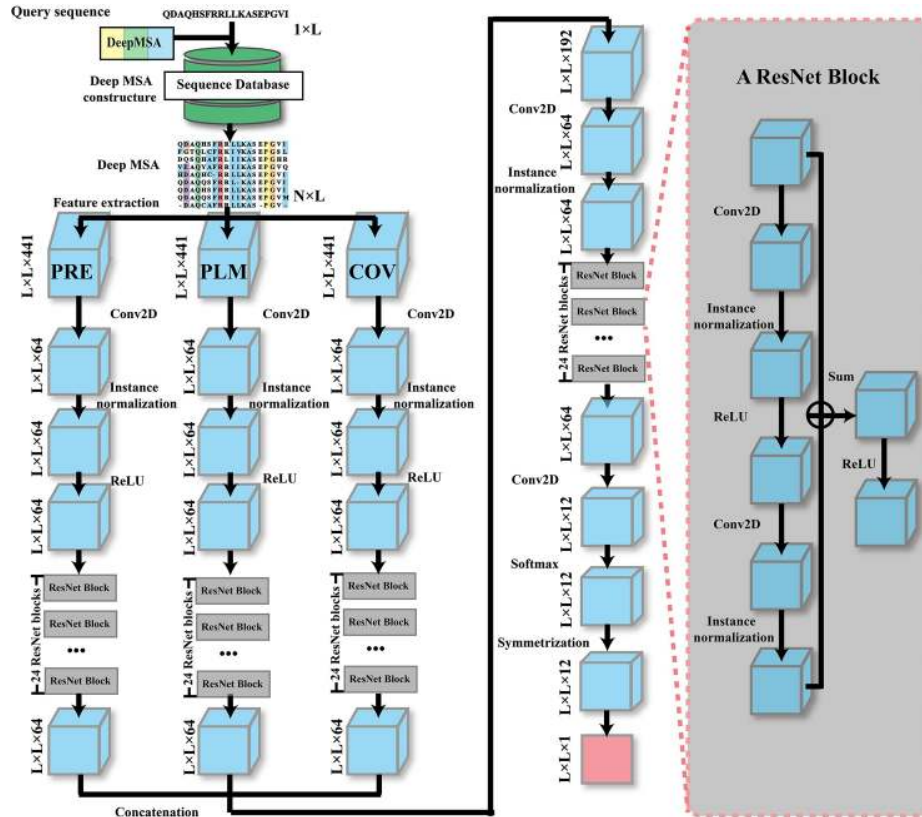 Query sequence
QDAQHSFRRLLKASEPGVI
1×L
DeepMSA
Deep MSA
constructure
Sequence Database
Deep MSA
N×L
Feature extraction
L×L×441
PRE
L×L×441
PLM
L×L×441
COV
Conv2D
Conv2D
Conv2D
L×L×64
L×L×64
L×L×64
Instance
normalization
Instance
normalization
Instance
normalization
L×L×64
L×L×64
L×L×64
ReLU
ReLU
ReLU
L×L×64
L×L×64
L×L×64
24 ResNet blocks
ResNet Block
ResNet Block
•••
ResNet Block
24 ResNet blocks
ResNet Block
ResNet Block
•••
ResNet Block
24 ResNet blocks
ResNet Block
ResNet Block
•••
ResNet Block
L×L×64
L×L×64
L×L×64
Concatenation
L×L×192
Conv2D
L×L×64
Instance
normalization
L×L×64
24 ResNet blocks
ResNet Block
ResNet Block
•••
ResNet Block
L×L×64
Conv2D
L×L×12
Softmax
L×L×12
Symmetrization
L×L×12
L×L×1
A ResNet Block
Conv2D
Instance
normalization
ReLU
Conv2D
Instance
normalization
Sum
ReLU